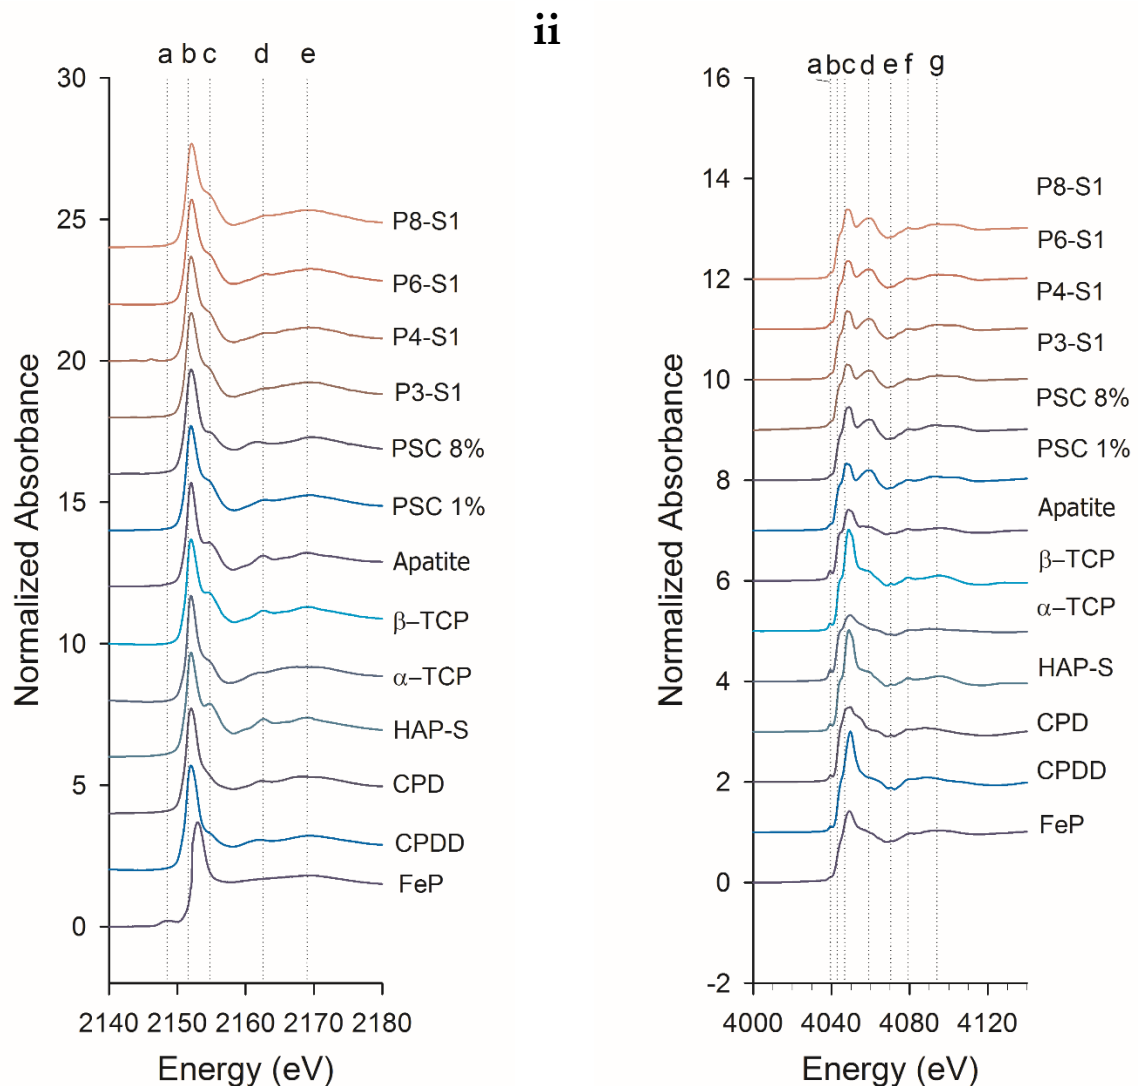 ii
a b c d e
30
25
20
15
10
5
0
P8-S1
P6-S1
P4-S1
P3-S1
PSC 8%
PSC 1%
Apatite
β–TCP
α–TCP
HAP-S
CPD
CPDD
FeP
Normalized Absorbance
2140 2150 2160 2170 2180
Energy (eV)
a b c d e f g
16
14
12
10
8
6
4
2
0
-2
P8-S1
P6-S1
P4-S1
P3-S1
PSC 8%
PSC 1%
Apatite
β–TCP
α–TCP
HAP-S
CPD
CPDD
FeP
Normalized Absorbance
4000 4040 4080 4120
Energy (eV)